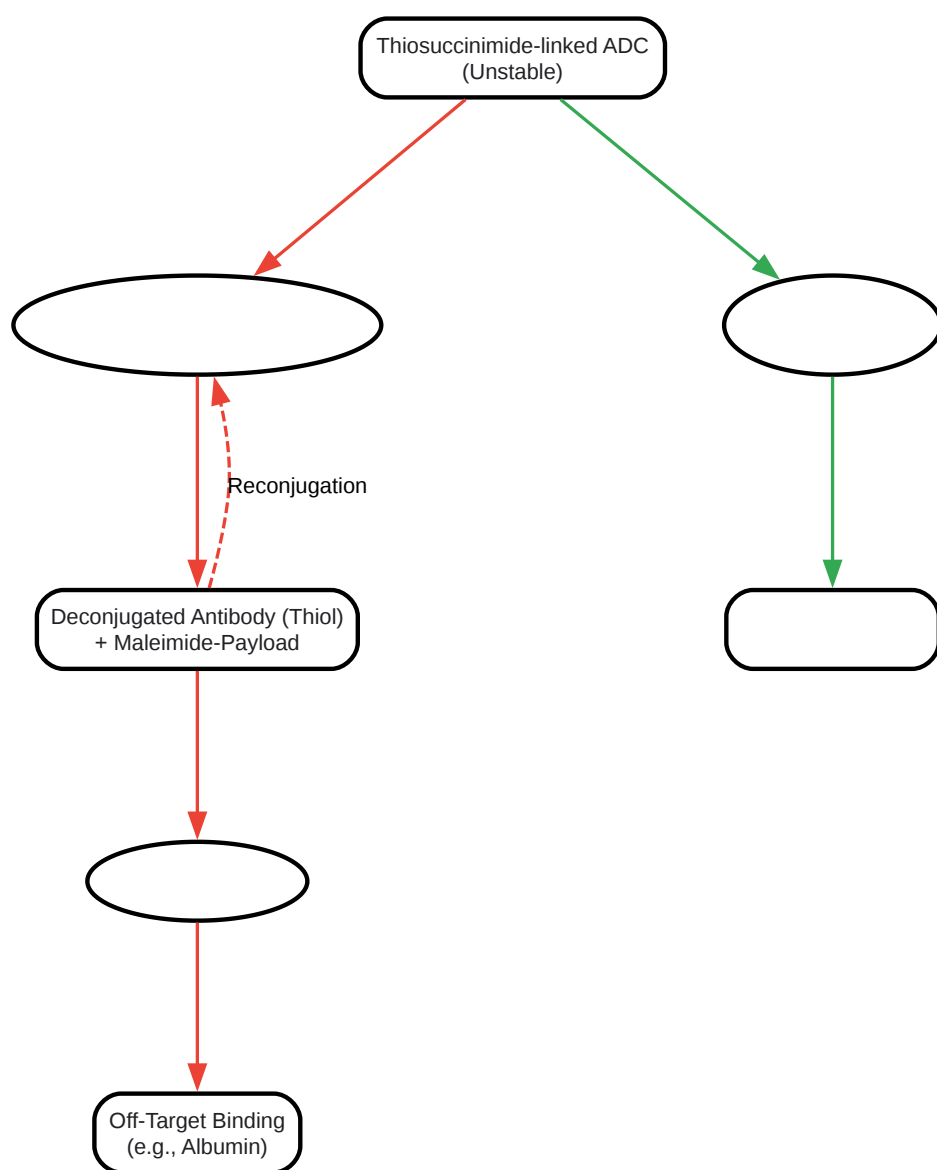 Thiosuccinimide-linked ADC
(Unstable)
Reconjugation
Deconjugated Antibody (Thiol)
+ Maleimide-Payload
Off-Target Binding
(e.g., Albumin)